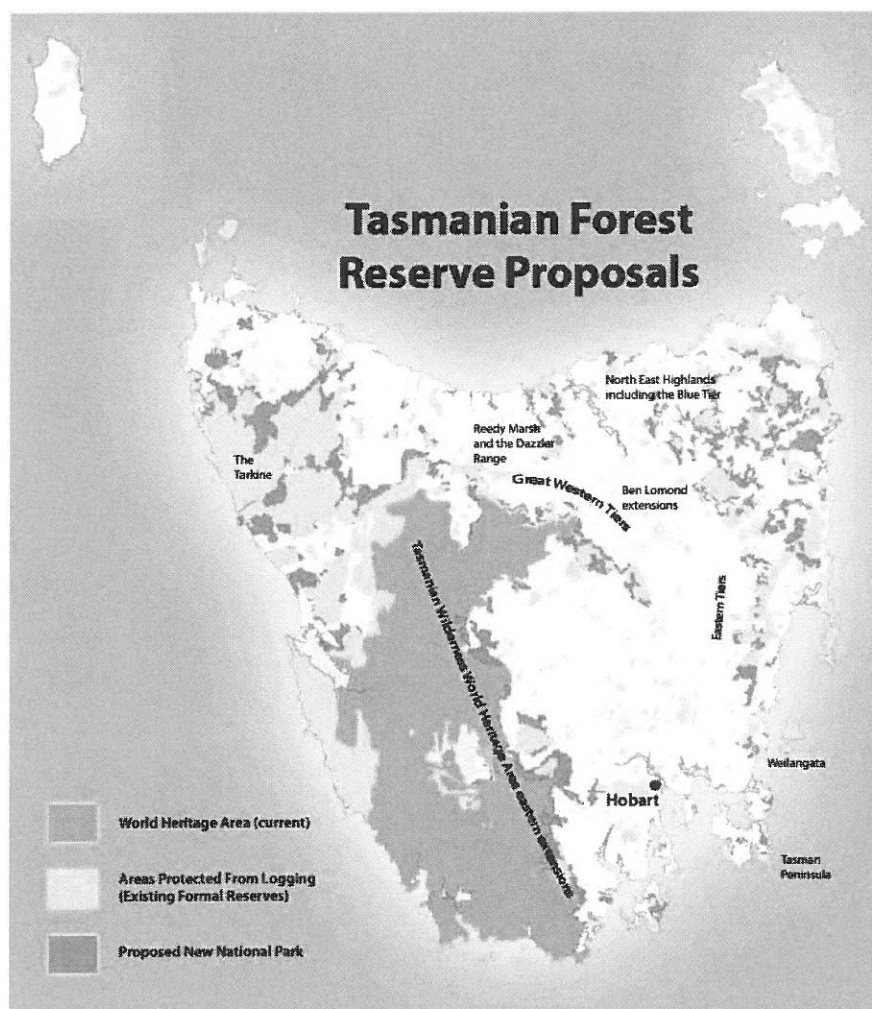 Tasmanian Forest
Reserve Proposals
North East Highlands
including the Blue Tier
Reedy Marsh
and the Dazzler
Range
The
Tarkine
Great Western Tiers
Ben Lomond
extensions
Tasmanian Wilderness World Heritage Area eastern extensions
Eastern Tiers
Weilangata
Hobart
Tasman
Peninsula
World Heritage Area (current)
Areas Protected From Logging
(Existing Formal Reserves)
Proposed New National Park